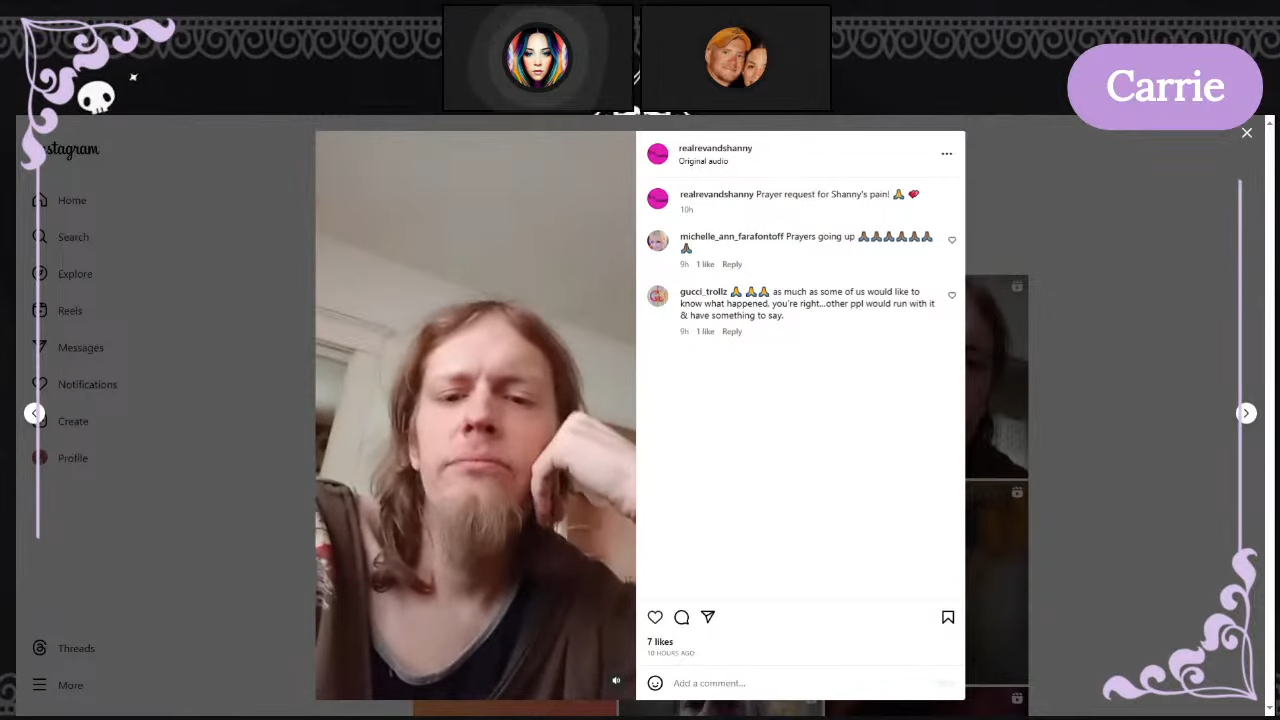 Carrie
Instagram
Home
Search
Explore
Reels
Messages
Notifications
Create
Profile
Threads
More
realrevandshanny
Original audio
realrevandshanny Prayer request for Shanny's pain! 🙏 💝
10h
michelle_ann_farafontoff Prayers going up 🙏🙏🙏🙏🙏🙏
🙏
9h 1 like Reply
gucci_trollz 🙏 🙏🙏 as much as some of us would like to
know what happened, you're right...other ppl would run with it
& have something to say.
9h 1 like Reply
7 likes
10 HOURS AGO
Add a comment...